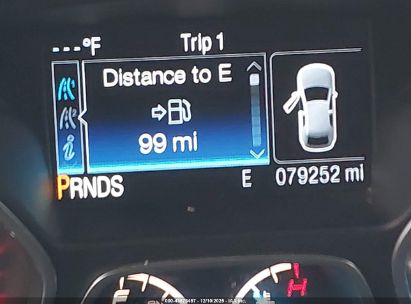 ---°F Trip 1
Distance to E
99 mi
PRNDS E 079252 mi
F H